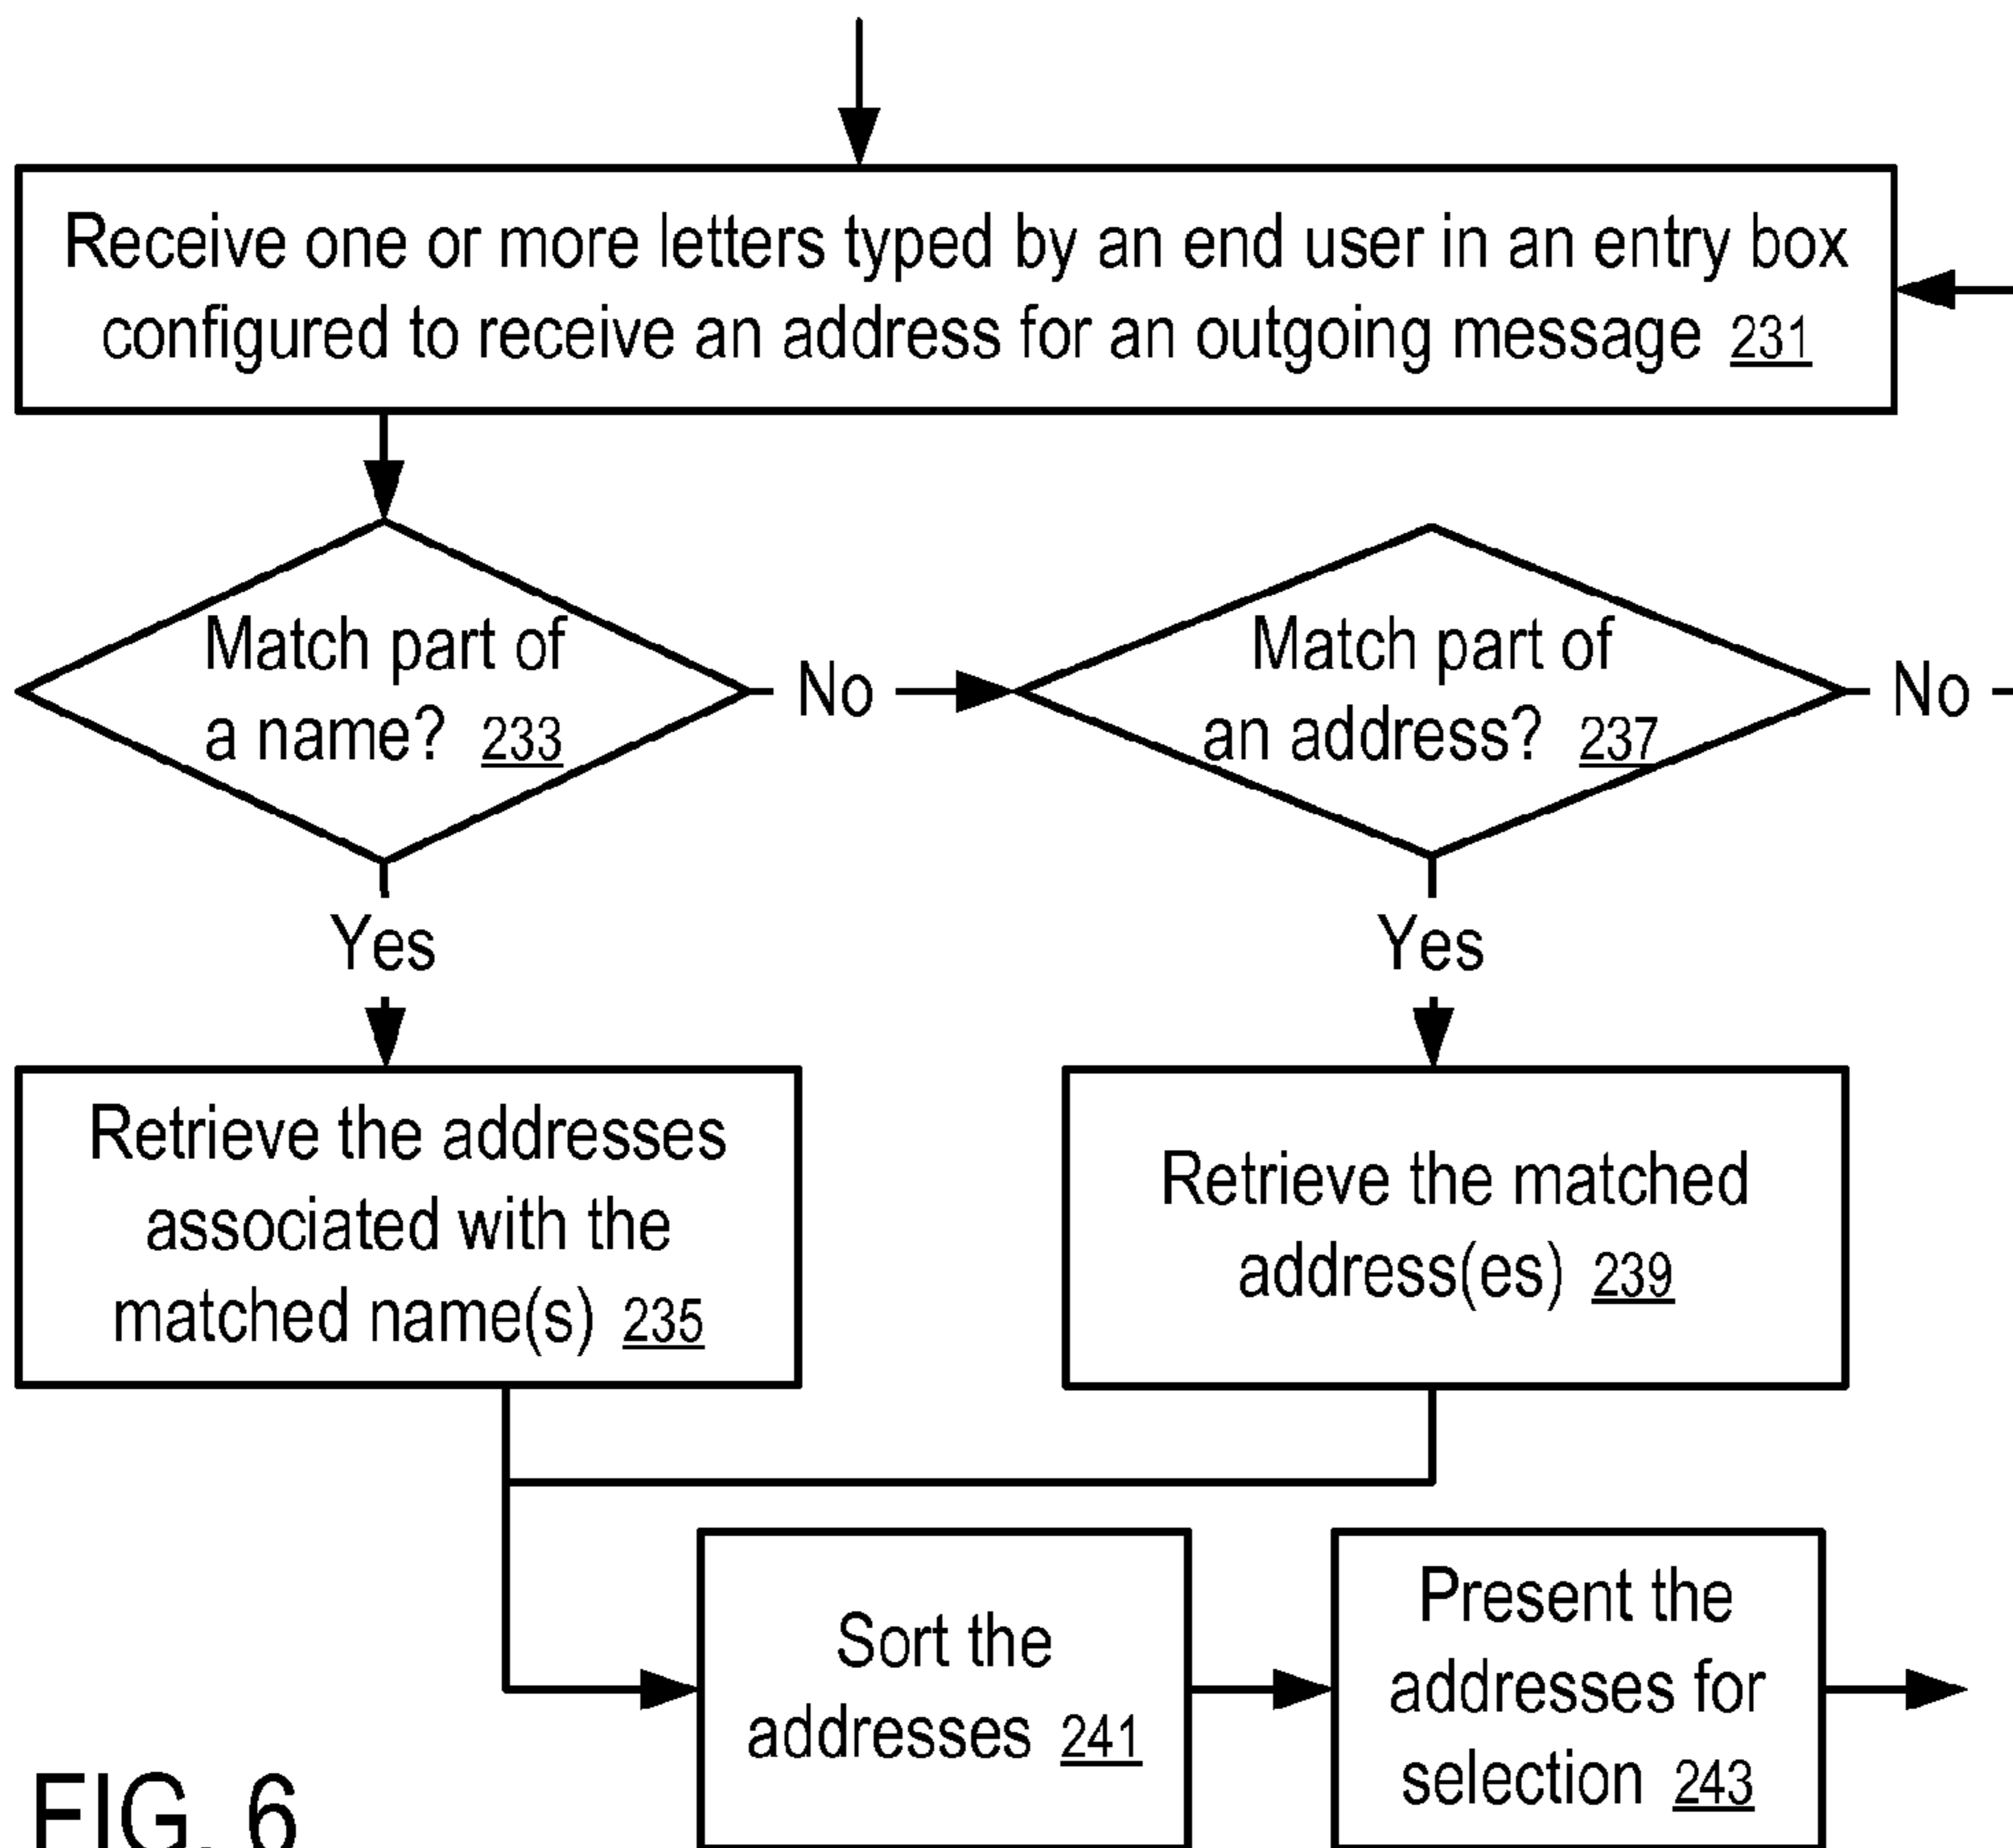 Receive one or more letters typed by an end user in an entry box
configured to receive an address for an outgoing message 231
Match part of
a name? 233
No
Match part of
an address? 237
No
Yes
Yes
Retrieve the addresses
associated with the
matched name(s) 235
Retrieve the matched
address(es) 239
Sort the
addresses 241
Present the
addresses for
selection 243
FIG. 6